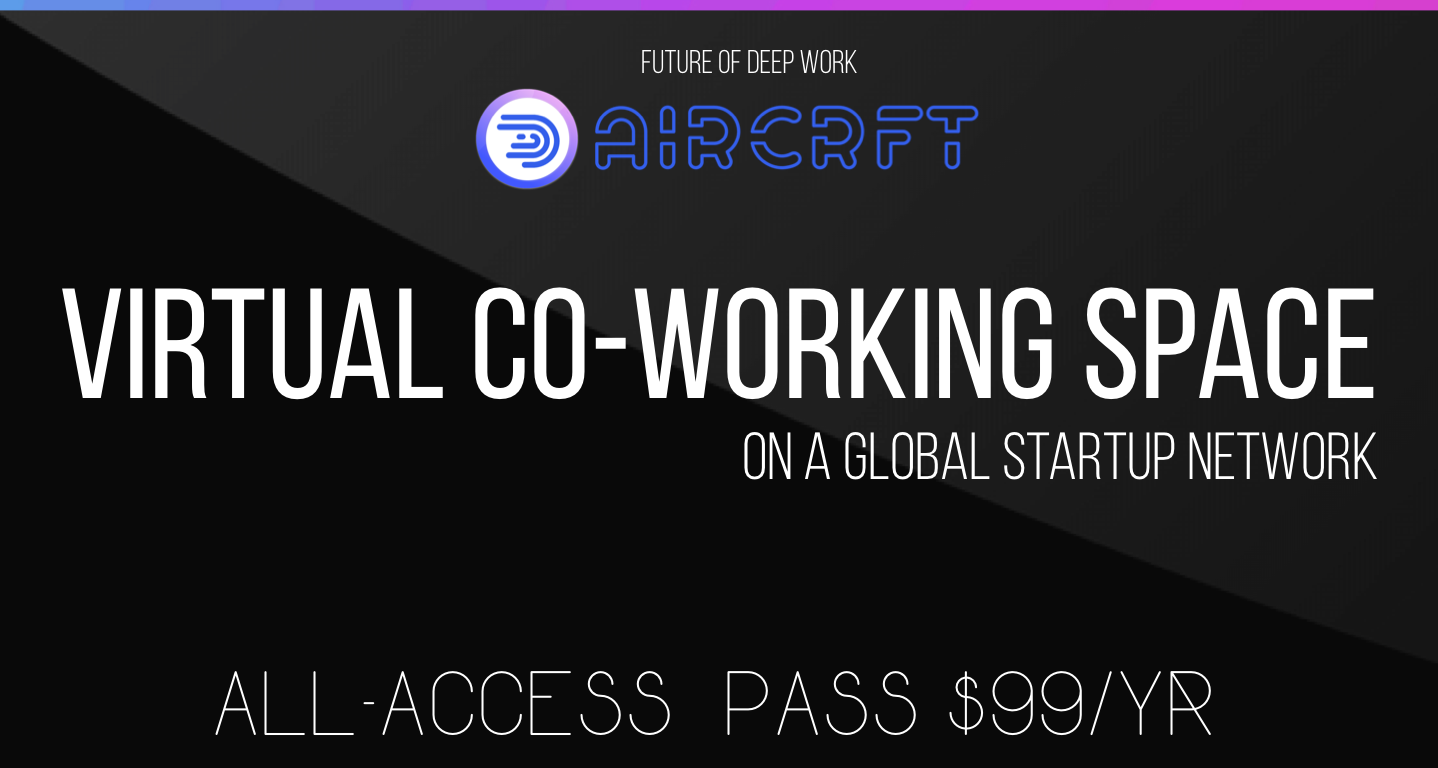 FUTURE OF DEEP WORK
AIRCRFT
VIRTUAL CO-WORKING SPACE
ON A GLOBAL STARTUP NETWORK
ALL-ACCESS PASS $99/YR